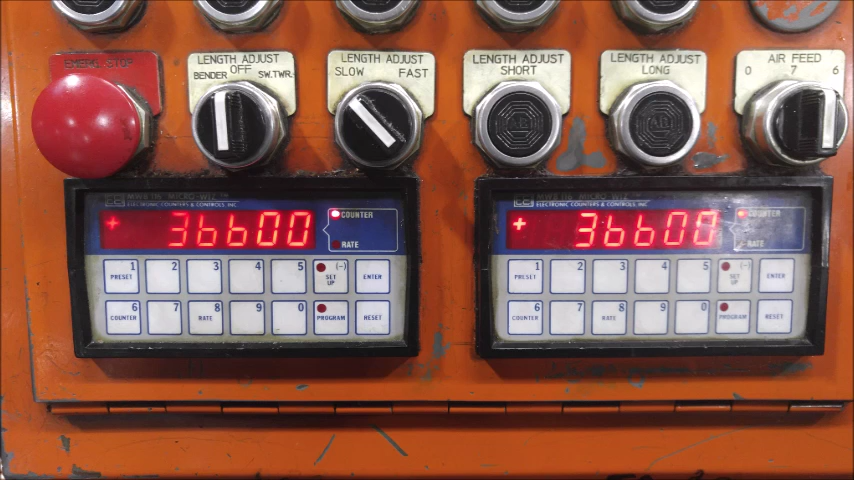 EMERG. STOP
LENGTH ADJUST
OFF
BENDER SW.TWR.
LENGTH ADJUST
SLOW FAST
LENGTH ADJUST
SHORT
LENGTH ADJUST
LONG
AIR FEED
0 7 6
ELECTRONIC COUNTERS & CONTROLS, INC.
+ 36600
COUNTER
RATE
1 2 3 4 5 (-)
PRESET SET UP ENTER
6 7 8 9 0
COUNTER RATE PROGRAM RESET
ELECTRONIC COUNTERS & CONTROLS, INC.
+ 36600
COUNTER
RATE
1 2 3 4 5 (-)
PRESET SET UP ENTER
6 7 8 9 0
COUNTER RATE PROGRAM RESET